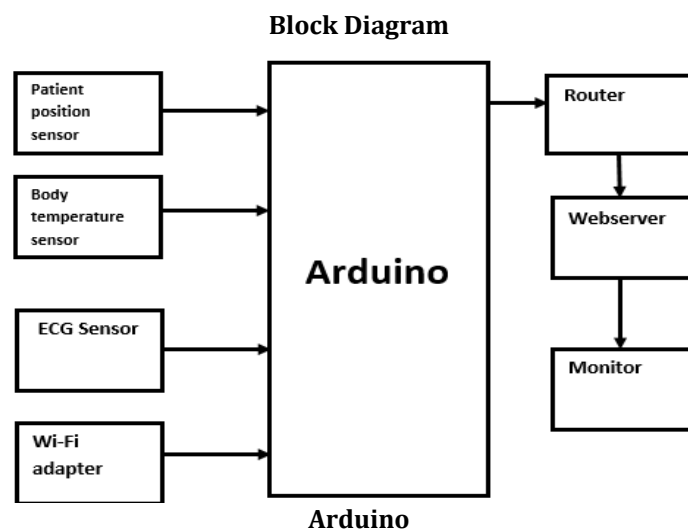 Block Diagram
Patient
position
sensor
Body
temperature
sensor
ECG Sensor
Wi-Fi
adapter
Arduino
Router
Webserver
Monitor
Arduino